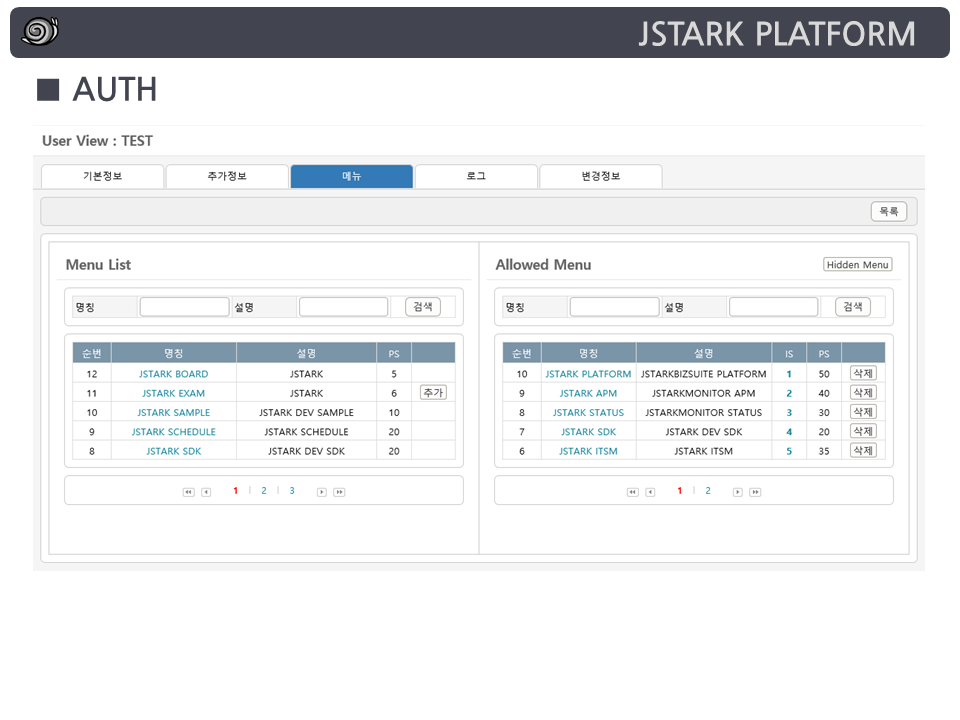 JSTARK PLATFORM
■ AUTH
User View : TEST
기본정보 추가정보 메뉴 로그 변경정보
목록
Menu List
명칭 설명 검색
순번 명칭 설명 PS
12 JSTARK BOARD JSTARK 5
11 JSTARK EXAM JSTARK 6 추가
10 JSTARK SAMPLE JSTARK DEV SAMPLE 10
9 JSTARK SCHEDULE JSTARK SCHEDULE 20
8 JSTARK SDK JSTARK DEV SDK 20
1 2 3
Allowed Menu Hidden Menu
명칭 설명 검색
순번 명칭 설명 IS PS
10 JSTARK PLATFORM JSTARKBIZSUITE PLATFORM 1 50 삭제
9 JSTARK APM JSTARKMONITOR APM 2 40 삭제
8 JSTARK STATUS JSTARKMONITOR STATUS 3 30 삭제
7 JSTARK SDK JSTARK DEV SDK 4 20 삭제
6 JSTARK ITSM JSTARK ITSM 5 35 삭제
1 2